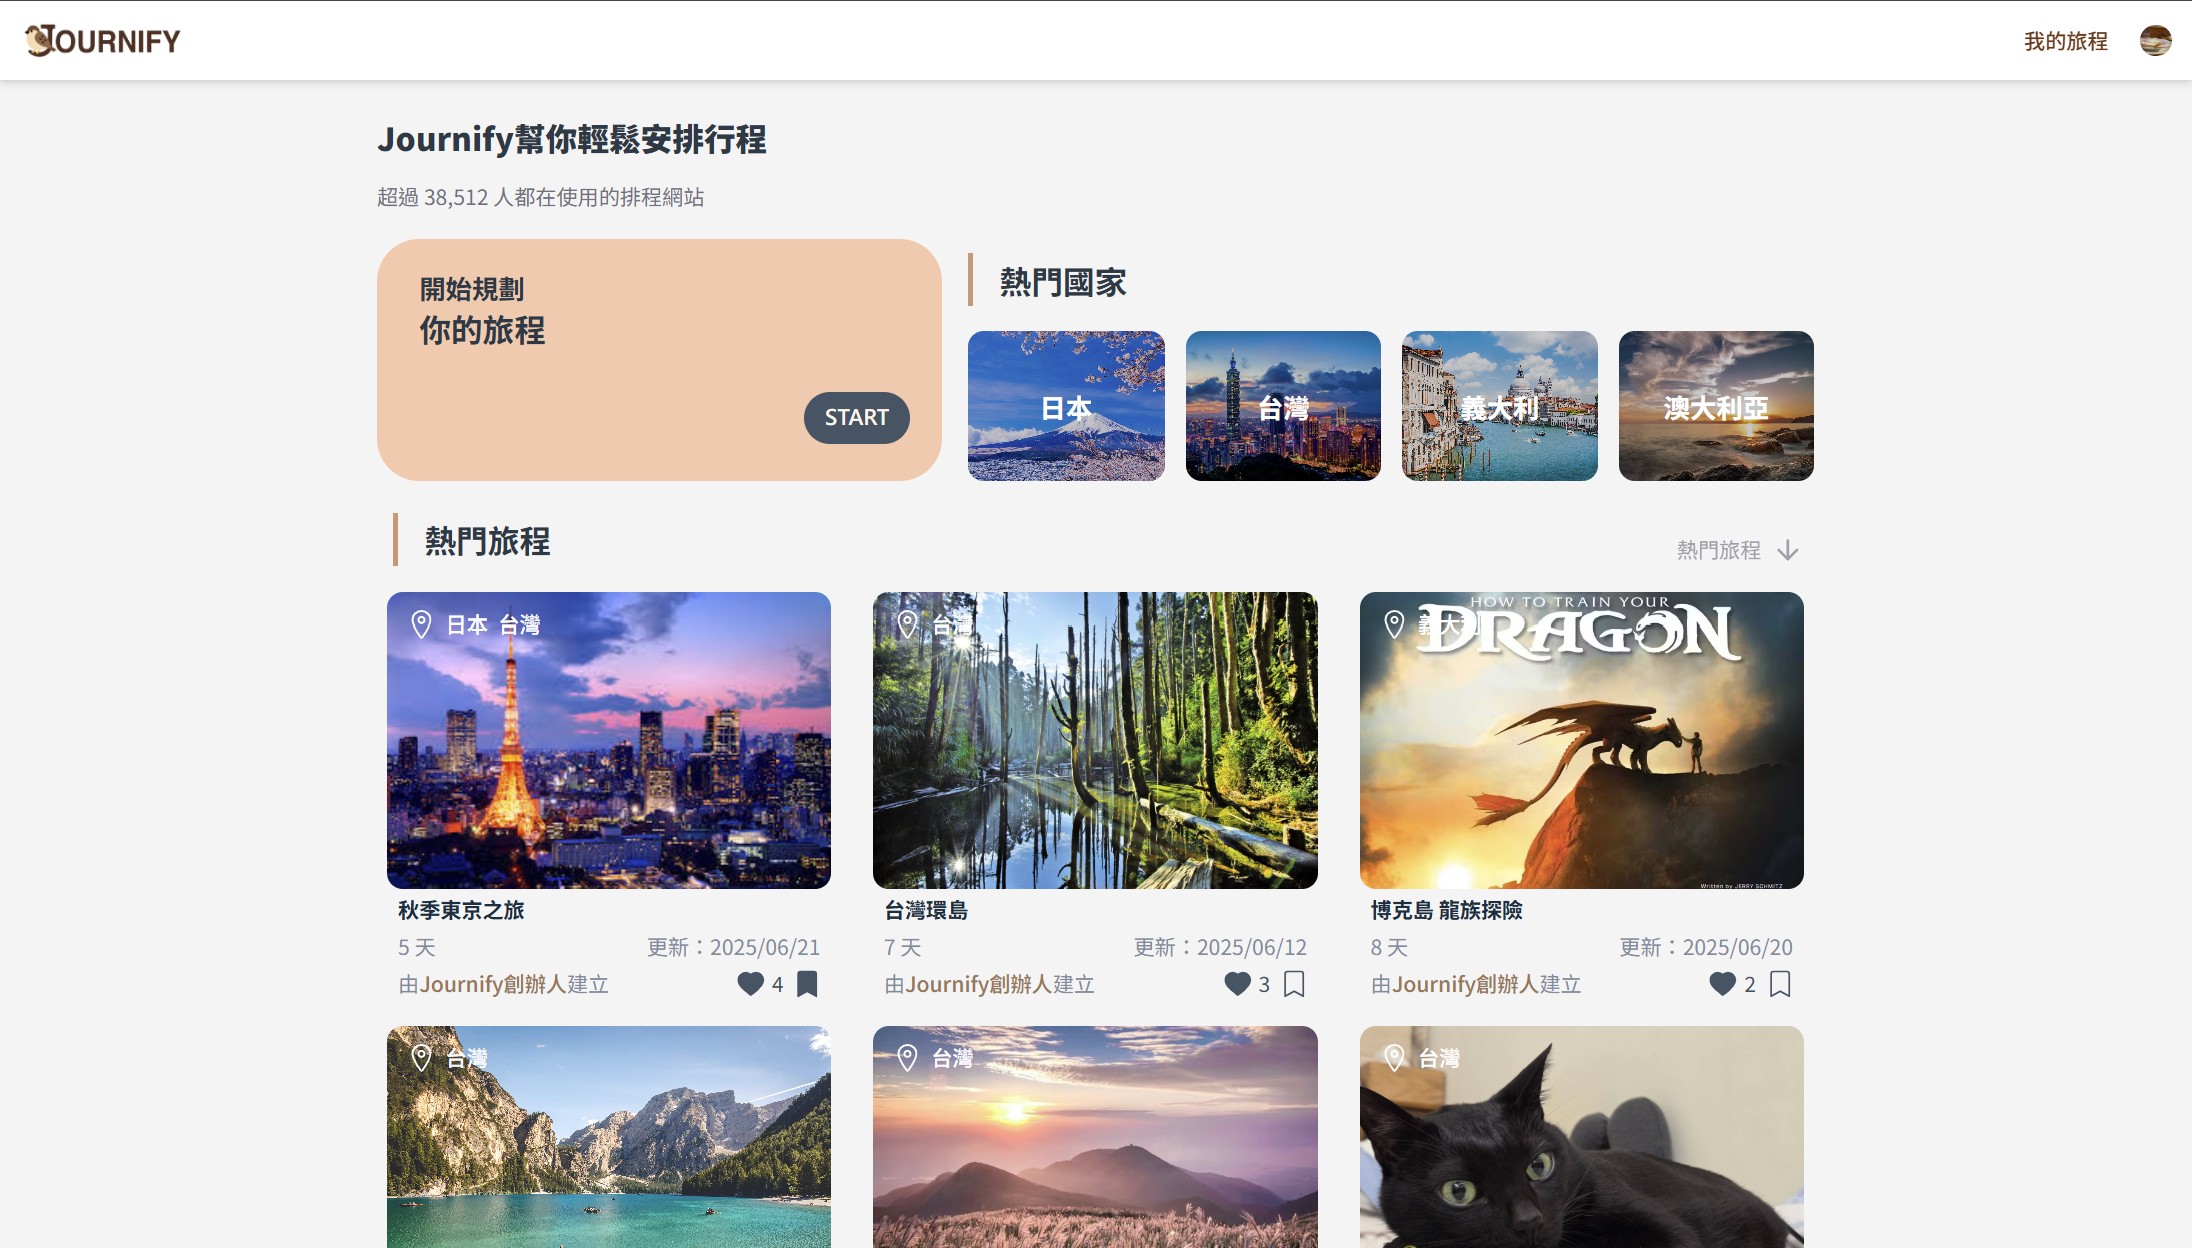 JOURNIFY
我的旅程
Journify幫你輕鬆安排行程
超過 38,512 人都在使用的排程網站
開始規劃
你的旅程
START
熱門國家
日本
台灣
義大利
澳大利亞
熱門旅程
熱門旅程
日本 台灣
台灣
義大利
HOW TO TRAIN YOUR
DRAGON
Written by JERRY SCHMITZ
秋季東京之旅
5 天
更新：2025/06/21
由Journify創辦人建立
4
台灣環島
7 天
更新：2025/06/12
由Journify創辦人建立
3
博克島 龍族探險
8 天
更新：2025/06/20
由Journify創辦人建立
2
台灣
台灣
台灣